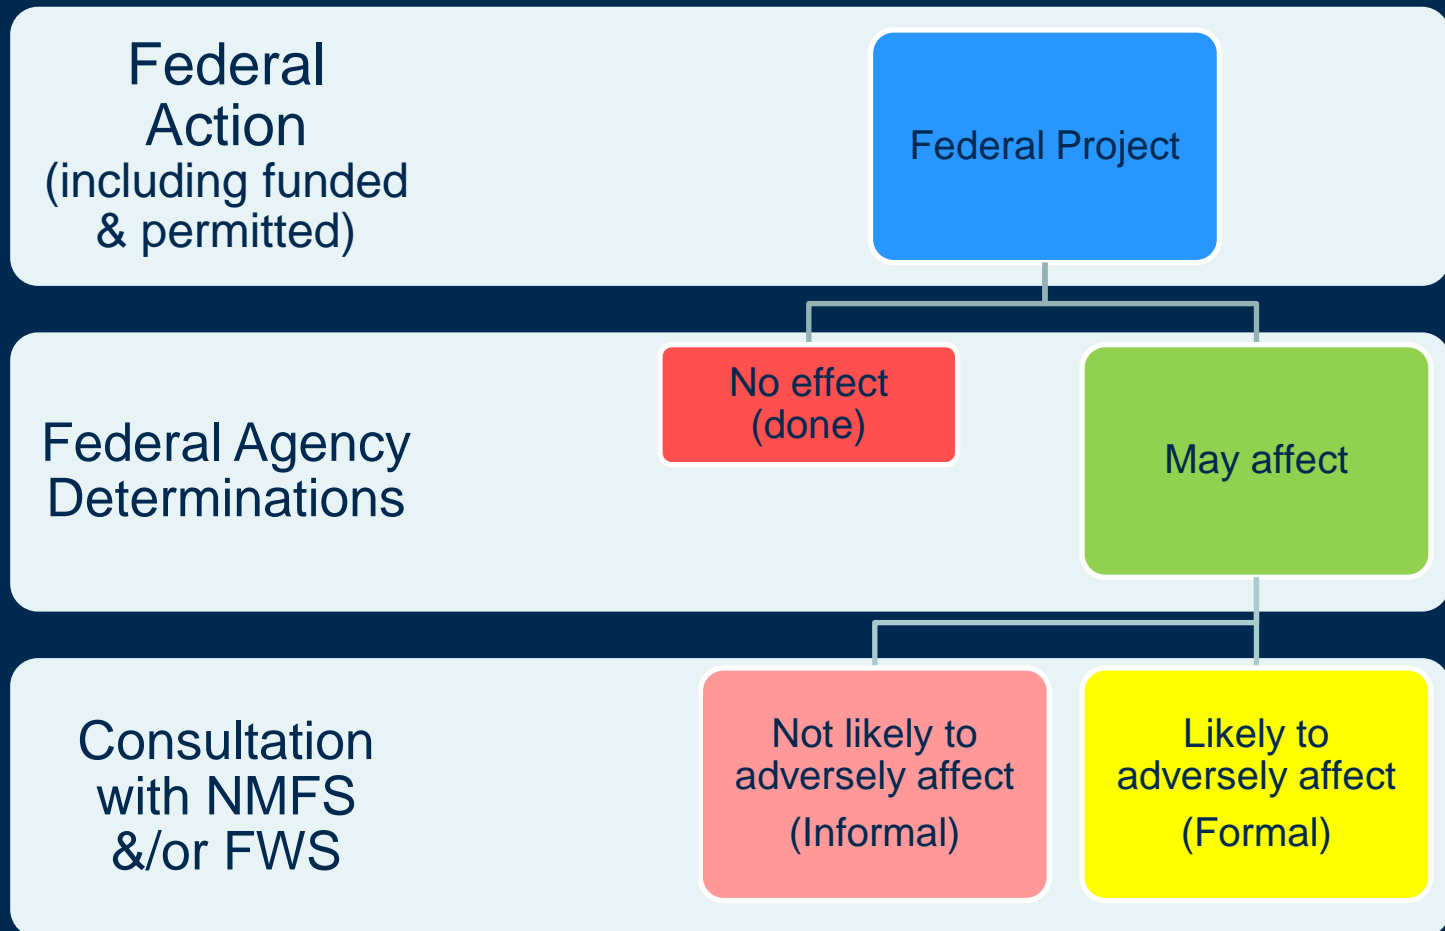 Federal
Action
(including funded
& permitted)
Federal Project
Federal Agency
Determinations
No effect
(done)
May affect
Consultation
with NMFS
&/or FWS
Not likely to
adversely affect
(Informal)
Likely to
adversely affect
(Formal)